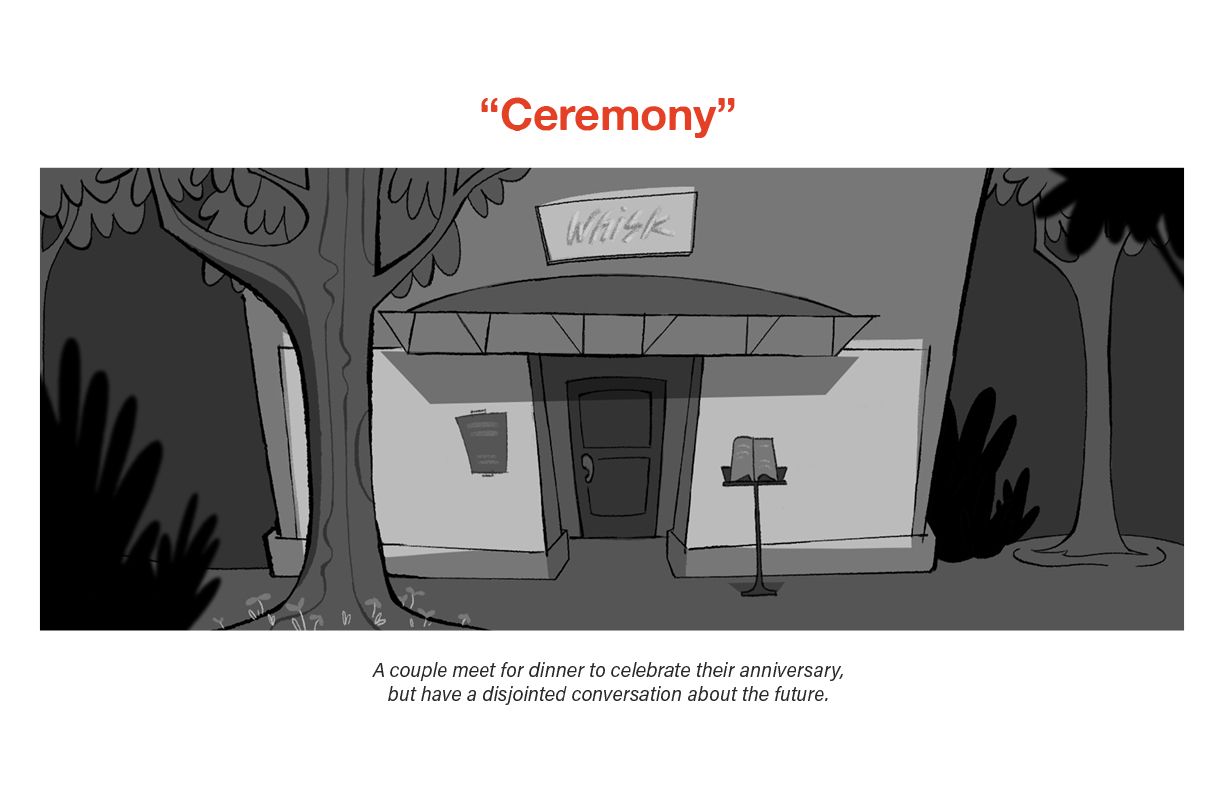 “Ceremony”
Whisk
A couple meet for dinner to celebrate their anniversary,
but have a disjointed conversation about the future.